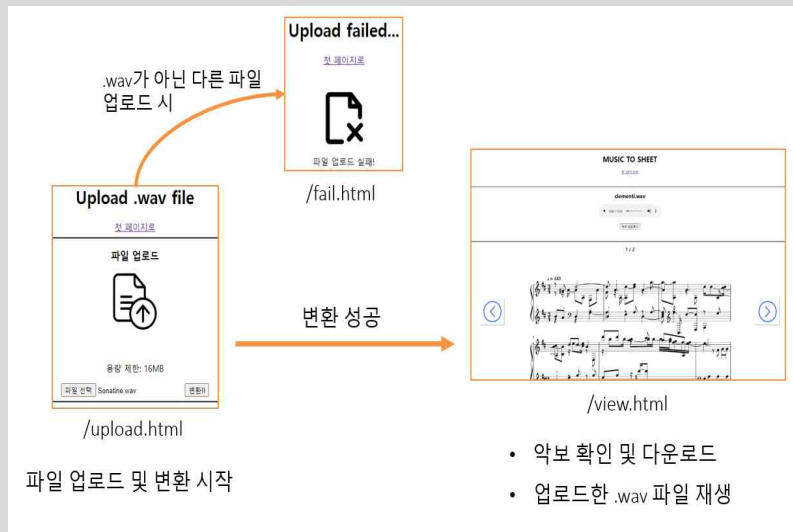 Upload failed...
첫 페이지로
파일 업로드 실패!
/fail.html
.wav가 아닌 다른 파일
업로드 시
Upload .wav file
첫 페이지로
파일 업로드
용량 제한: 16MB
파일 선택 Sonatine.wav 변환!!
/upload.html
파일 업로드 및 변환 시작
변환 성공
MUSIC TO SHEET
clementi.wav
1 / 2
/view.html
• 악보 확인 및 다운로드
• 업로드한 .wav 파일 재생